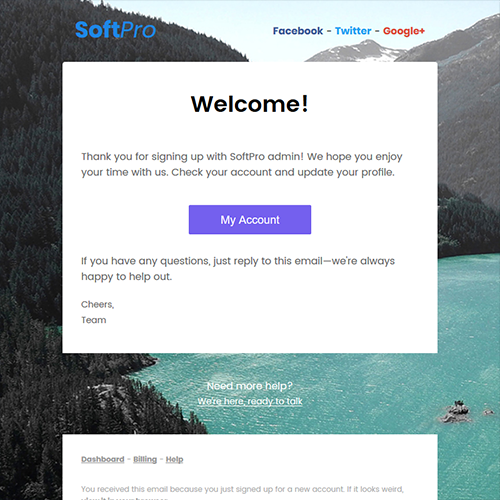 SoftPro
Facebook - Twitter - Google+
Welcome!
Thank you for signing up with SoftPro admin! We hope you enjoy
your time with us. Check your account and update your profile.
My Account
If you have any questions, just reply to this email—we're always
happy to help out.
Cheers,
Team
Need more help?
We're here, ready to talk
Dashboard - Billing - Help
You received this email because you just signed up for a new account. If it looks weird,